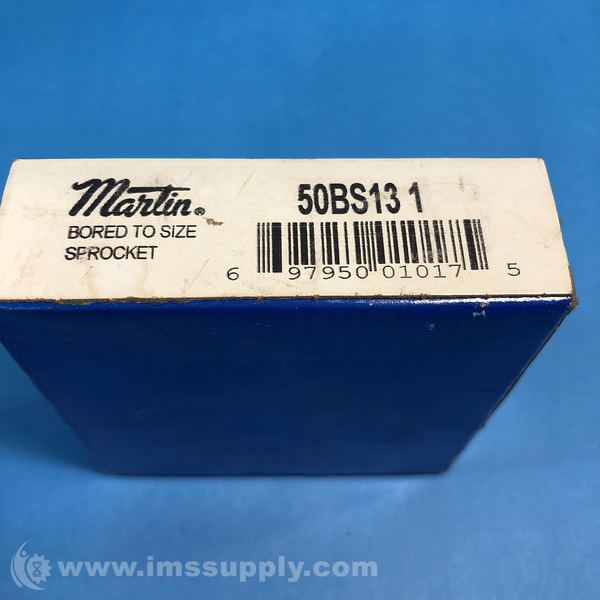 Martin®
BORED TO SIZE
SPROCKET
50BS13 1
6 97950 01017 5
www.imssupply.com